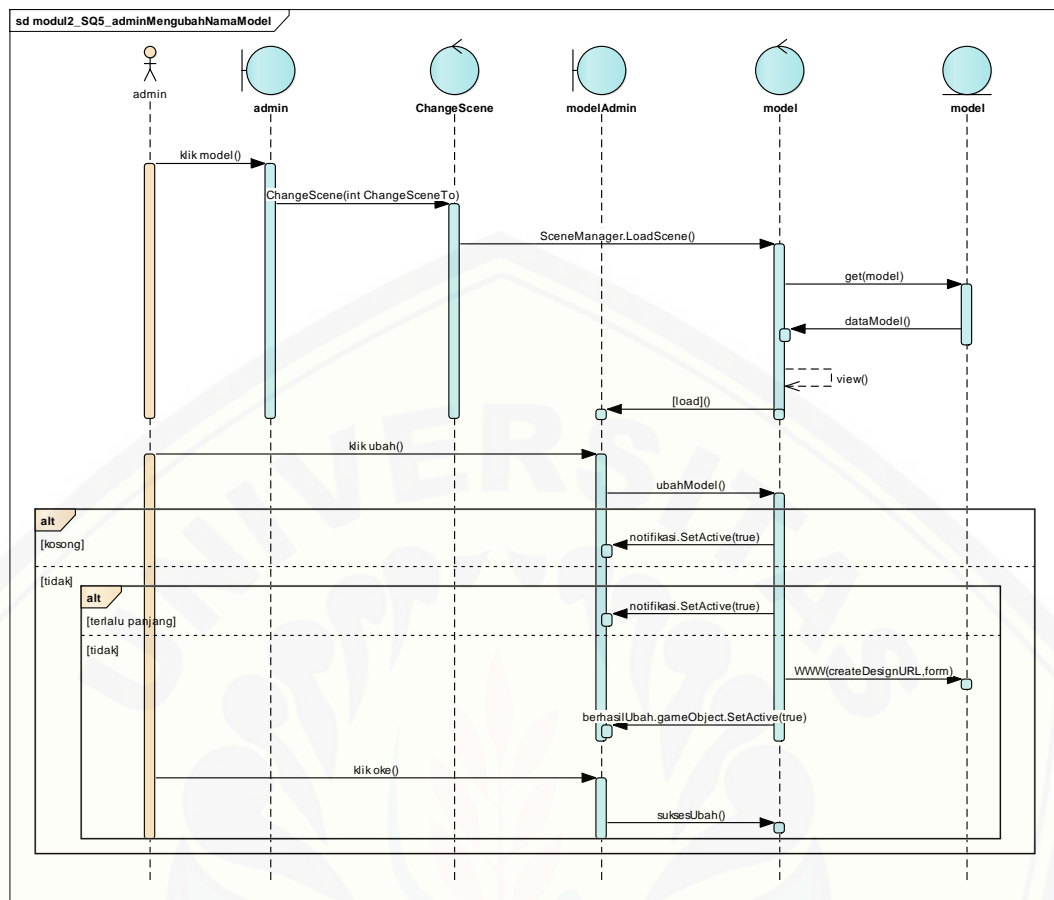 sd modul2_SQ5_adminMengubahNamaModel
admin
admin
ChangeScene
modelAdmin
model
model
klik model()
ChangeScene(int ChangeSceneTo)
SceneManager.LoadScene()
get(model)
dataModel()
view()
[load]()
klik ubah()
ubahModel()
alt
[kosong]
notifikasi.SetActive(true)
[tidak]
alt
notifikasi.SetActive(true)
[terlalu panjang]
[tidak]
WWW(createDesignURL,form)
berhasilUbah.gameObject.SetActive(true)
klik oke()
suksesUbah()
UNIVERSITAS